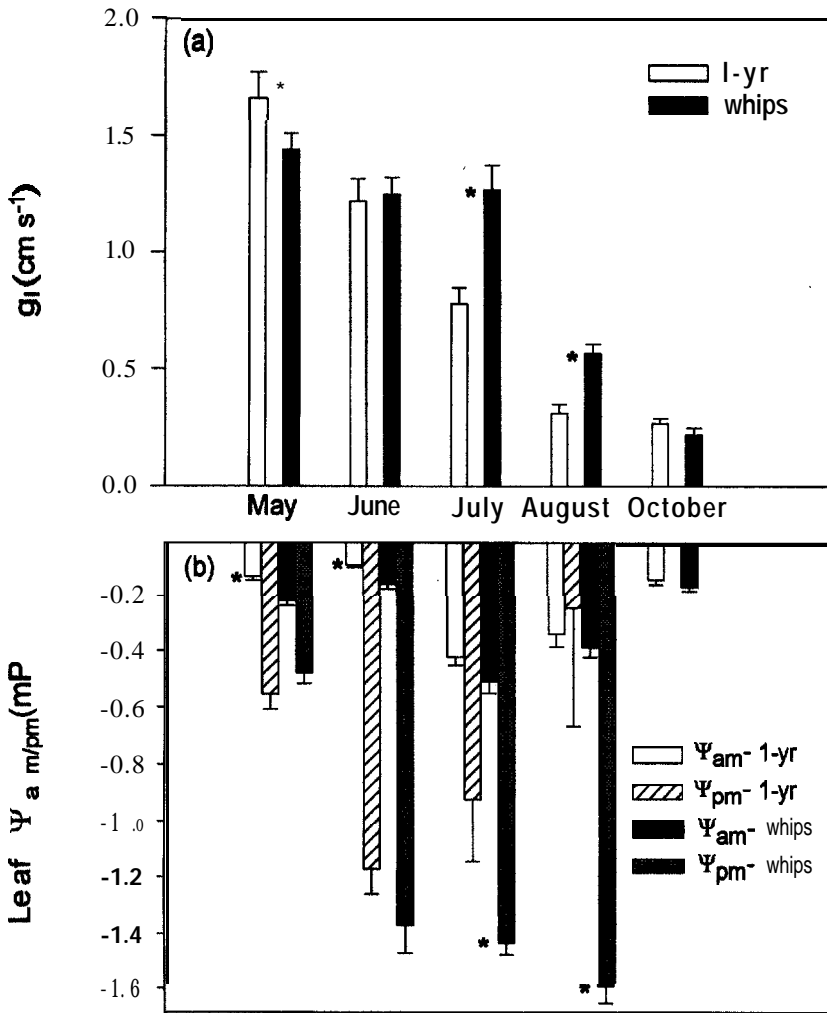 2.0
(a)
*
I-yr
whips
1.5
*
1.0
gl(cm s-1)
0.5
*
0.0
May June July August October
(b)
*
*
-0.2
-0.4
-0.6
-0.8
-1 .0
-1.2
-1.4
-1.6
Leaf Ψ a m/pm(mP
Ψam- 1-yr
Ψpm- 1-yr
Ψam- whips
Ψpm- whips
*
*